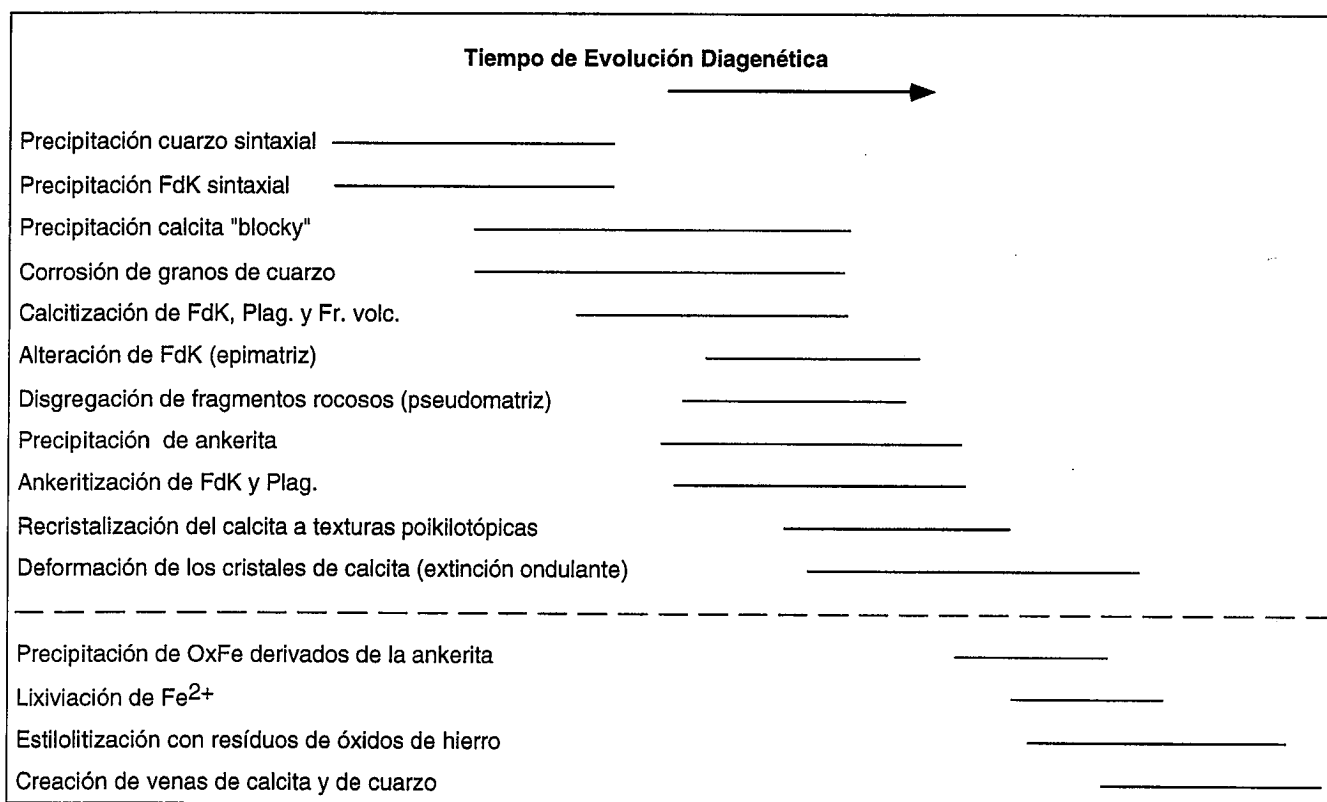 Tiempo de Evolución Diagenética
Precipitación cuarzo sintaxial
Precipitación FdK sintaxial
Precipitación calcita "blocky"
Corrosión de granos de cuarzo
Calcitización de FdK, Plag. y Fr. volc.
Alteración de FdK (epimatriz)
Disgregación de fragmentos rocosos (pseudomatriz)
Precipitación de ankerita
Ankeritización de FdK y Plag.
Recristalización del calcita a texturas poikilotópicas
Deformación de los cristales de calcita (extinción ondulante)
Precipitación de OxFe derivados de la ankerita
Lixiviación de Fe2+
Estilolitización con resíduos de óxidos de hierro
Creación de venas de calcita y de cuarzo